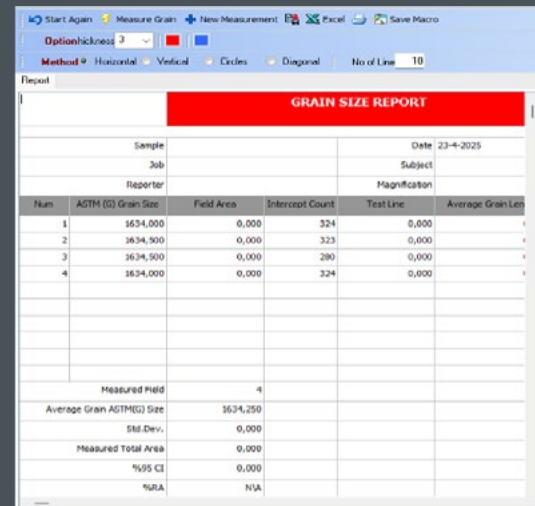 Start Again Measure Grain New Measurement Excel Save Macro
Optionhickness 3
Method Horizontal Vertical Circles Diagonal No of Line 10
Report
GRAIN SIZE REPORT
Sample Date 23-4-2025
Job Subject
Reporter Magnification
Num ASTM (G) Grain Size Field Area Intercept Count Test Line Average Grain Len
1 1634,000 0,000 324 0,000
2 1634,500 0,000 323 0,000
3 1634,500 0,000 280 0,000
4 1634,000 0,000 324 0,000
Measured Field 4
Average Grain ASTM(G) Size 1634,250
Std.Dev. 0,000
Measured Total Area 0,000
%95 CI 0,000
%RA N\A